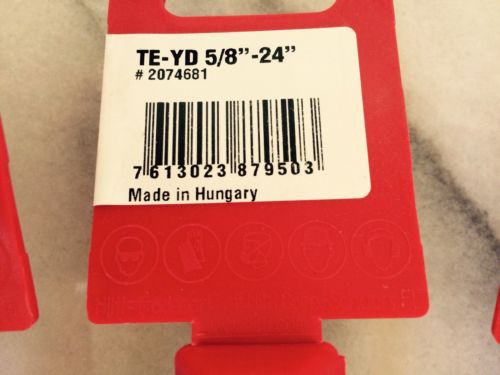 TE-YD 5/8”-24”
# 2074681
7 613023 879503
Made in Hungary